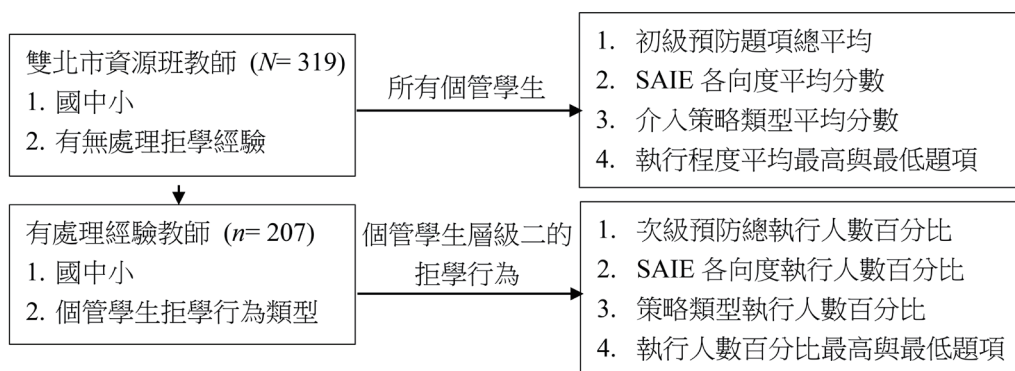 雙北市資源班教師 (N= 319)
1. 國中小
2. 有無處理拒學經驗
所有個管學生
1. 初級預防題項總平均
2. SAIE 各向度平均分數
3. 介入策略類型平均分數
4. 執行程度平均最高與最低題項
有處理經驗教師 (n= 207)
1. 國中小
2. 個管學生拒學行為類型
個管學生層級二的
拒學行為
1. 次級預防總執行人數百分比
2. SAIE 各向度執行人數百分比
3. 策略類型執行人數百分比
4. 執行人數百分比最高與最低題項